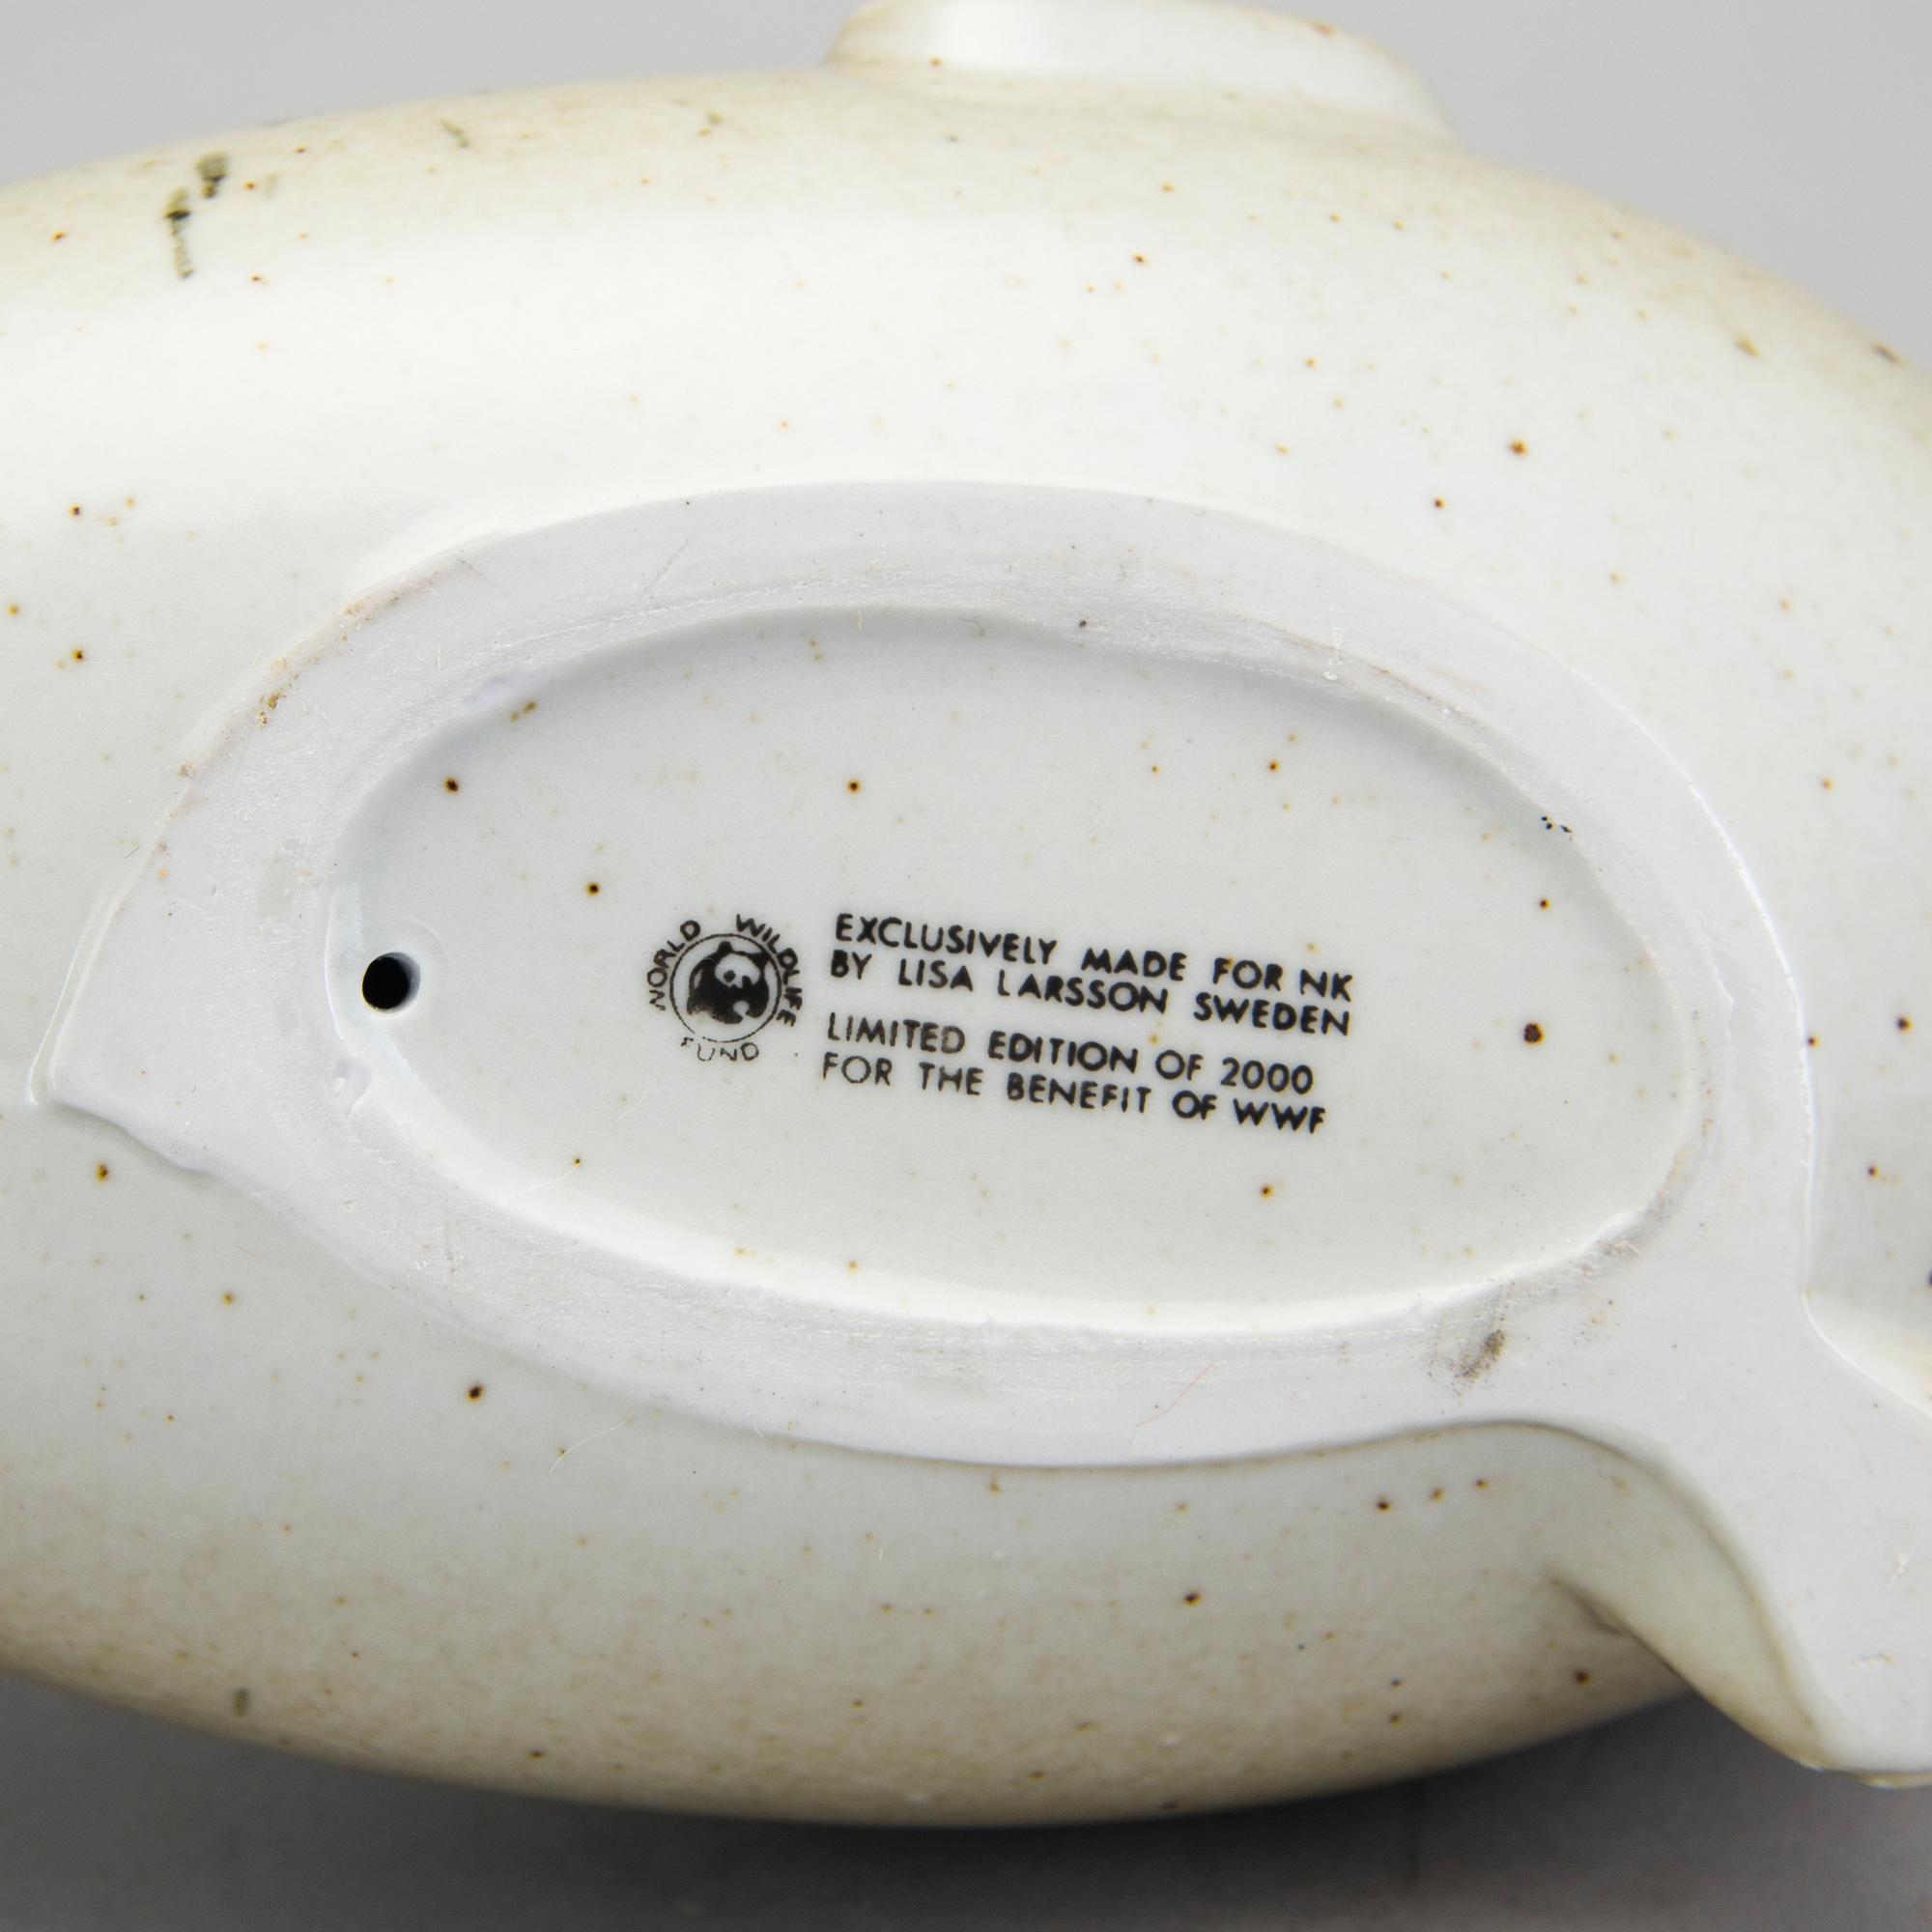 WORLD WILDLIFE
FUND
EXCLUSIVELY MADE FOR NK
BY LISA LARSSON SWEDEN
LIMITED EDITION OF 2000
FOR THE BENEFIT OF WWF